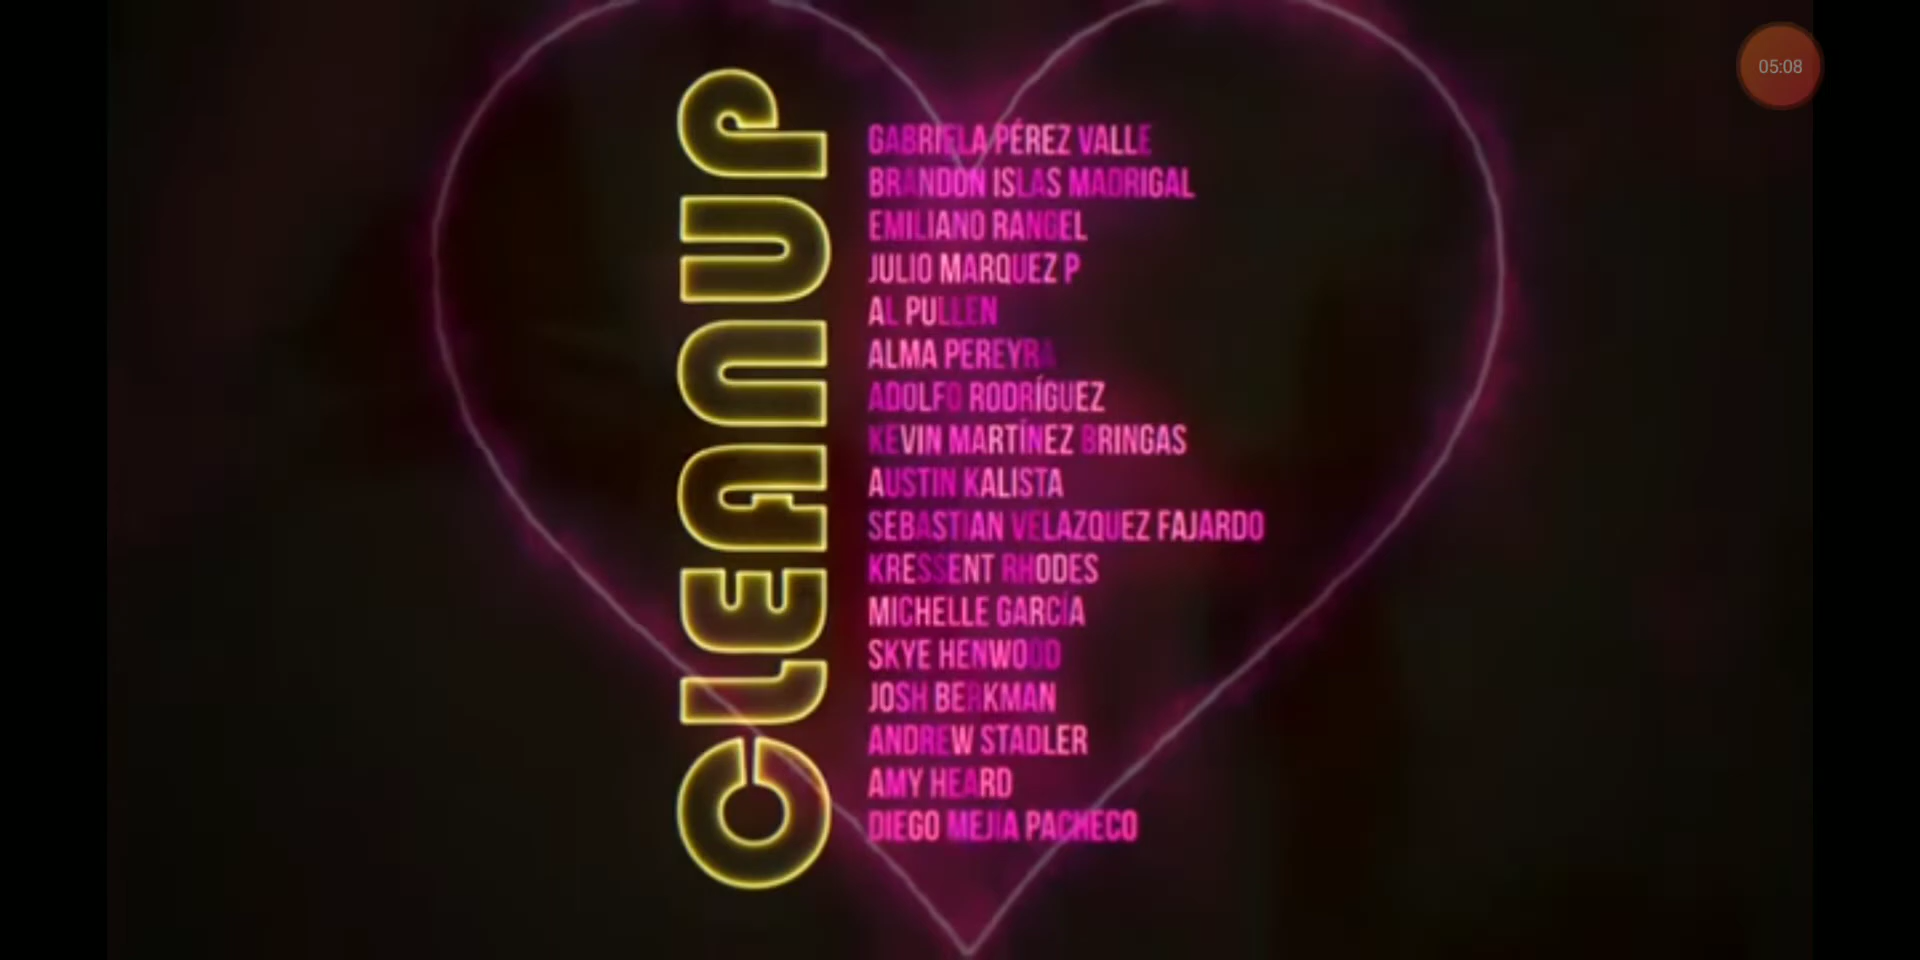 CLEANUP
GABRIELA PÉREZ VALLE
BRANDON ISLAS MADRIGAL
EMILIANO RANGEL
JULIO MARQUEZ P
AL PULLEN
ALMA PEREYRA
ADOLFO RODRÍGUEZ
KEVIN MARTÍNEZ BRINGAS
AUSTIN KALISTA
SEBASTIAN VELAZQUEZ FAJARDO
KRESSENT RHODES
MICHELLE GARCÍA
SKYE HENWOOD
JOSH BERKMAN
ANDREW STADLER
AMY HEARD
DIEGO MEJÍA PACHECO
05:08